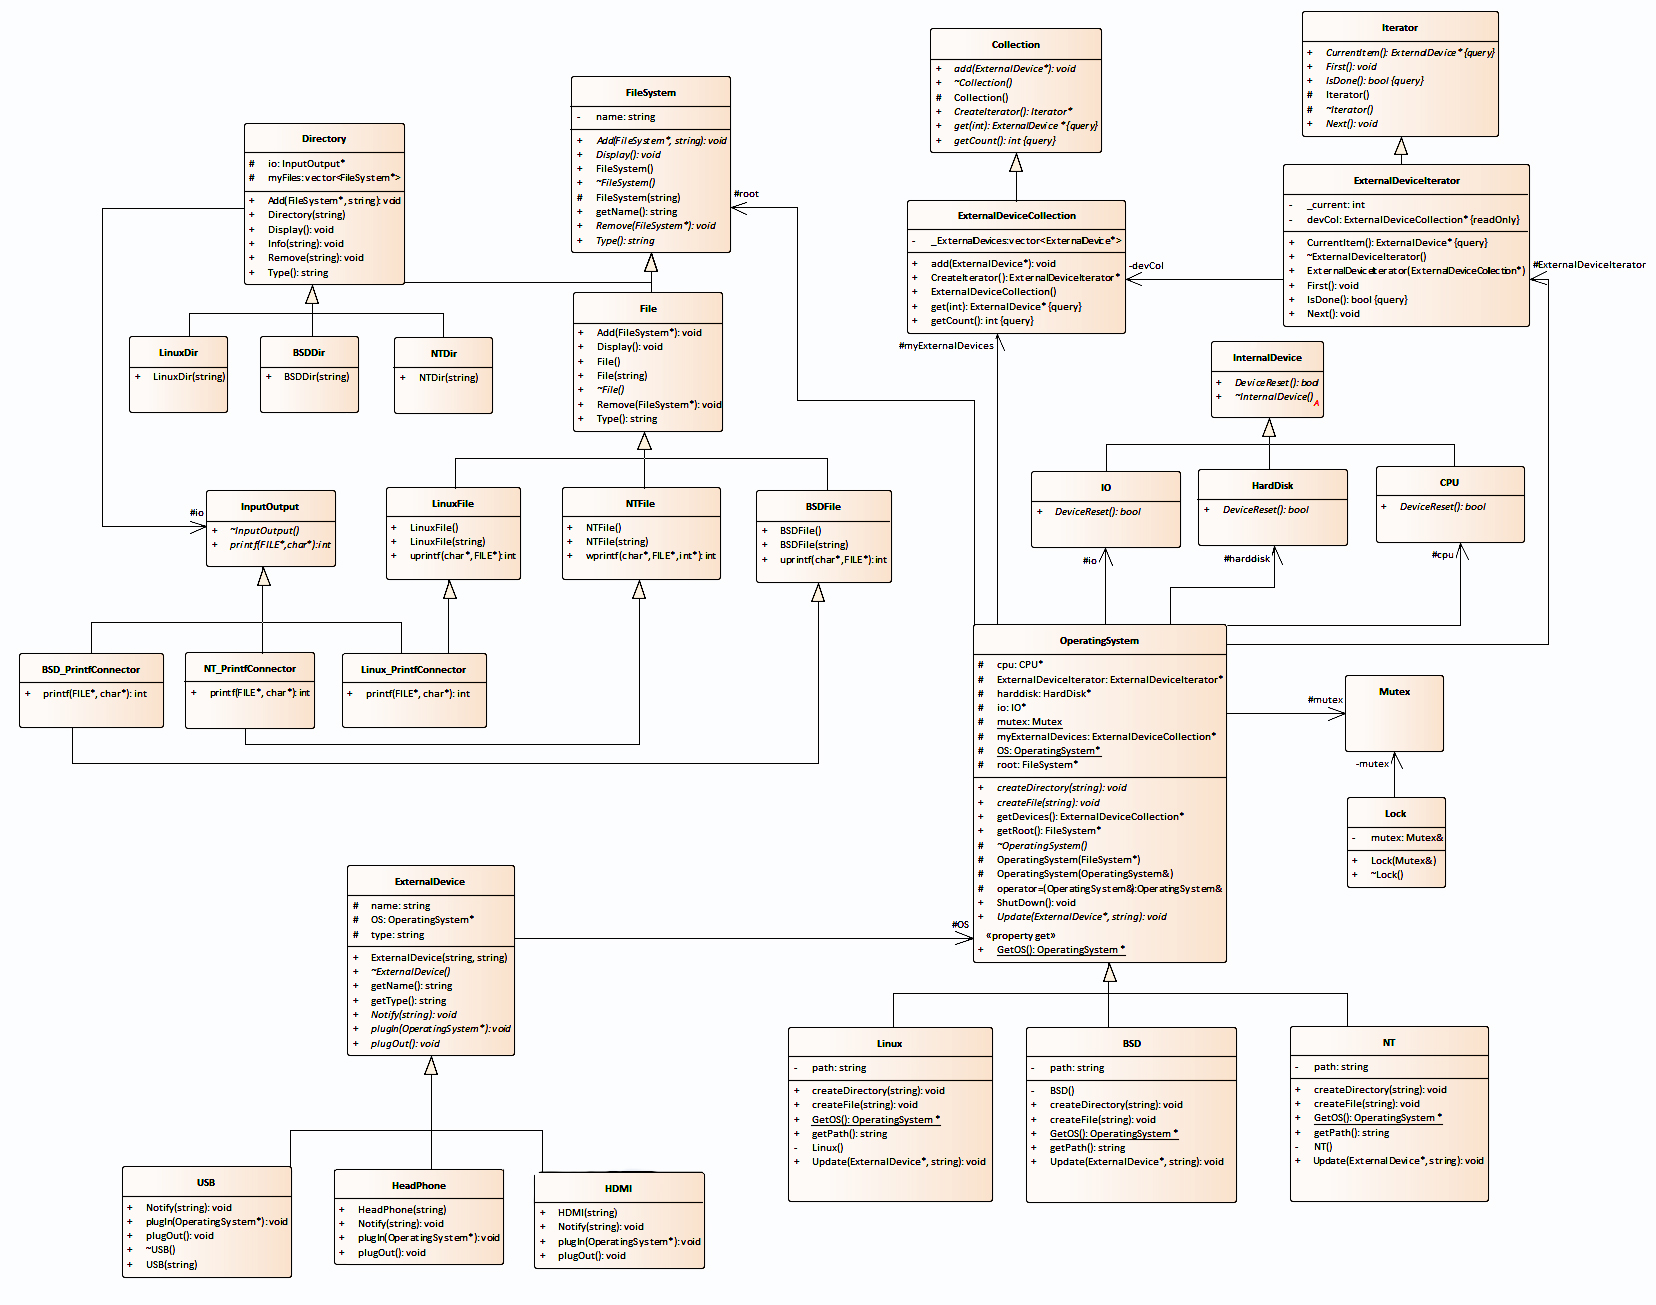 Iterator
+ CurrentItem(): ExternalDevice* {query}
+ First(): void
+ IsDone(): bool {query}
# Iterator()
# ~Iterator()
+ Next(): void
Collection
+ add(ExternalDevice*): void
+ ~Collection()
# Collection()
+ CreateIterator(): Iterator*
+ get(int): ExternalDevice* {query}
+ getCount(): int {query}
FileSystem
- name: string
+ Add(FileSystem*, string): void
+ Display(): void
+ FileSystem()
+ ~FileSystem()
# FileSystem(string)
+ getName(): string
+ Remove(FileSystem*): void
+ Type(): string
#root
Directory
# io: InputOutput*
# myFiles: vector<FileSystem*>
+ Add(FileSystem*, string): void
+ Directory(string)
+ Display(): void
+ Info(string): void
+ Remove(string): void
+ Type(): string
ExternalDeviceCollection
- _ExternalDevices:vector<ExternalDevice*>
+ add(ExternalDevice*): void
+ CreateIterator(): ExternalDeviceIterator*
+ ExternalDeviceCollection()
+ get(int): ExternalDevice* {query}
+ getCount(): int {query}
-devCol
#myExternalDevices
ExternalDeviceIterator
- _current: int
- devCol: ExternalDeviceCollection* {readOnly}
+ CurrentItem(): ExternalDevice* {query}
+ ~ExternalDeviceIterator()
+ ExternalDeviceIterator(ExternalDeviceCollection*)
+ First(): void
+ IsDone(): bool {query}
+ Next(): void
#ExternalDeviceIterator
File
+ Add(FileSystem*): void
+ Display(): void
+ File()
+ File(string)
+ ~File()
+ Remove(FileSystem*): void
+ Type(): string
LinuxDir
+ LinuxDir(string)
BSDDir
+ BSDDir(string)
NTDir
+ NTDir(string)
InternalDevice
+ DeviceReset(): bool
+ ~InternalDevice()
A
IO
+ DeviceReset(): bool
HardDisk
+ DeviceReset(): bool
CPU
+ DeviceReset(): bool
#io
#harddisk
#cpu
#io
InputOutput
+ ~InputOutput()
+ printf(FILE*,char*):int
LinuxFile
+ LinuxFile()
+ LinuxFile(string)
+ uprintf(char*,FILE*): int
NTFile
+ NTFile()
+ NTFile(string)
+ wprintf(char*,FILE*,int*): int
BSDFile
+ BSDFile()
+ BSDFile(string)
+ uprintf(char*,FILE*): int
BSD_PrintfConnector
+ printf(FILE*, char*): int
NT_PrintfConnector
+ printf(FILE*, char*): int
Linux_PrintfConnector
+ printf(FILE*, char*): int
OperatingSystem
# cpu: CPU*
# ExternalDeviceIterator: ExternalDeviceIterator*
# harddisk: HardDisk*
# io: IO*
# mutex: Mutex
# myExternalDevices: ExternalDeviceCollection*
# OS: OperatingSystem*
# root: FileSystem*
+ createDirectory(string): void
+ createFile(string): void
+ getDevices(): ExternalDeviceCollection*
+ getRoot(): FileSystem*
# ~OperatingSystem()
# OperatingSystem(FileSystem*)
# OperatingSystem(OperatingSystem&)
# operator=(OperatingSystem&):OperatingSystem&
+ ShutDown(): void
+ Update(ExternalDevice*, string): void
«property get»
+ GetOS(): OperatingSystem *
#mutex
Mutex
-mutex
Lock
- mutex: Mutex&
+ Lock(Mutex&)
+ ~Lock()
ExternalDevice
# name: string
# OS: OperatingSystem*
# type: string
+ ExternalDevice(string, string)
+ ~ExternalDevice()
+ getName(): string
+ getType(): string
+ Notify(string): void
+ plugIn(OperatingSystem*): void
+ plugOut(): void
#OS
Linux
- path: string
+ createDirectory(string): void
+ createFile(string): void
+ GetOS(): OperatingSystem *
+ getPath(): string
- Linux()
+ Update(ExternalDevice*, string): void
BSD
- path: string
- BSD()
+ createDirectory(string): void
+ createFile(string): void
+ GetOS(): OperatingSystem *
+ getPath(): string
+ Update(ExternalDevice*, string): void
NT
- path: string
+ createDirectory(string): void
+ createFile(string): void
+ GetOS(): OperatingSystem *
+ getPath(): string
- NT()
+ Update(ExternalDevice*, string): void
USB
+ Notify(string): void
+ plugIn(OperatingSystem*): void
+ plugOut(): void
+ ~USB()
+ USB(string)
HeadPhone
+ HeadPhone(string)
+ Notify(string): void
+ plugIn(OperatingSystem*): void
+ plugOut(): void
HDMI
+ HDMI(string)
+ Notify(string): void
+ plugIn(OperatingSystem*): void
+ plugOut(): void